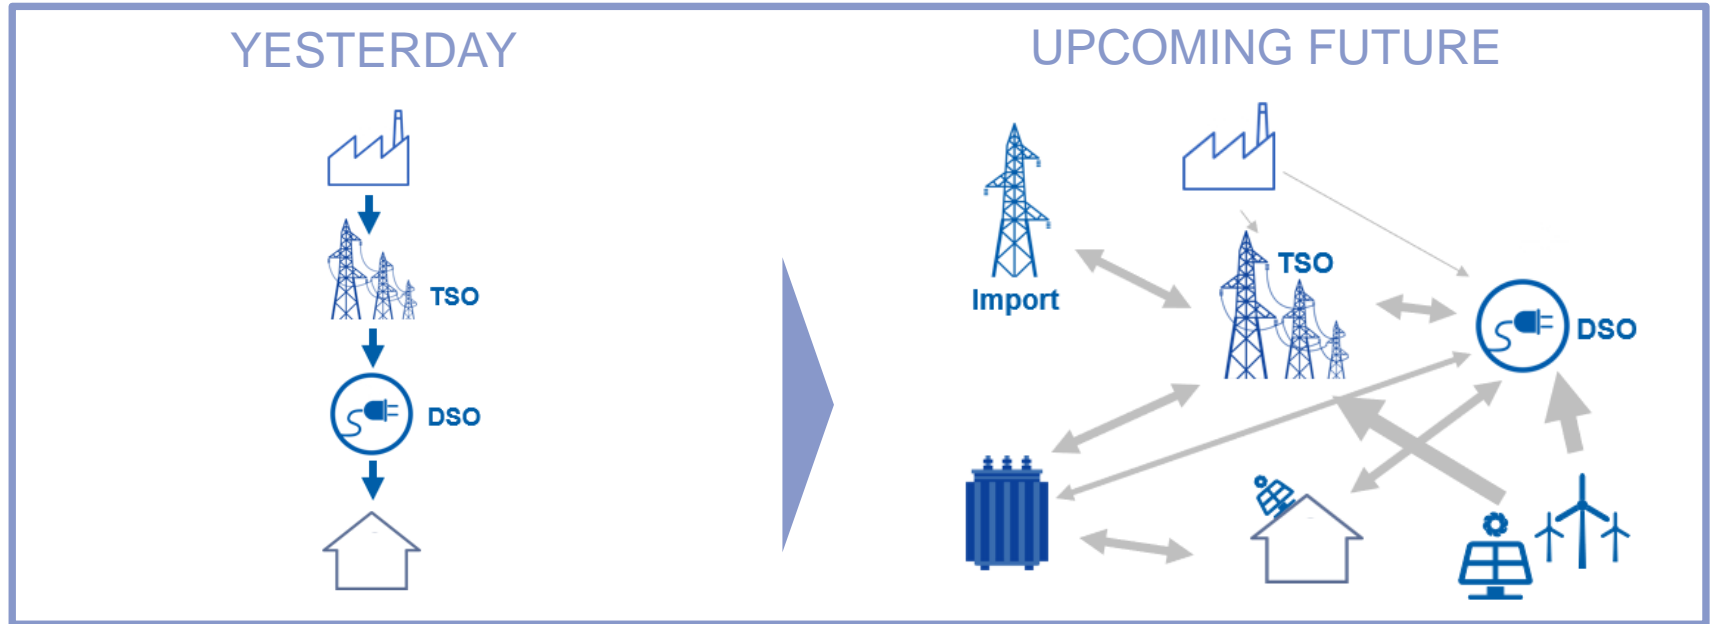 YESTERDAY
TSO
DSO
UPCOMING FUTURE
Import
TSO
DSO